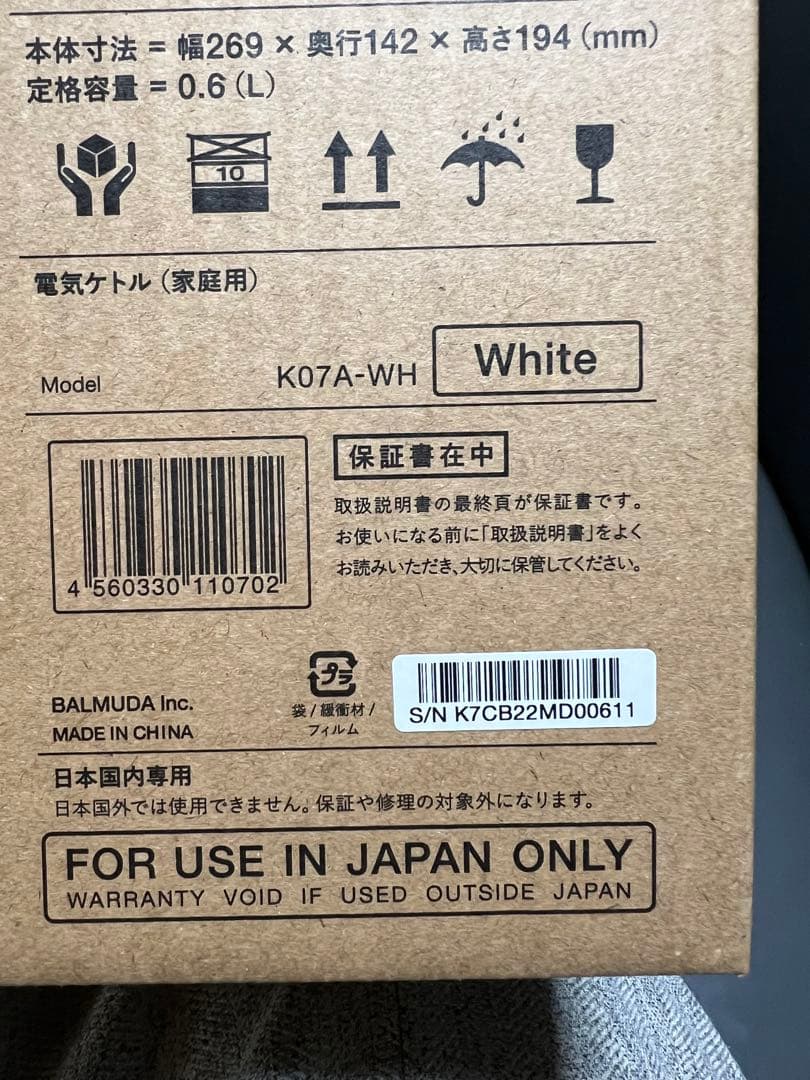 本体寸法 = 幅269 × 奥行142 × 高さ194 (mm)
定格容量 = 0.6 (L)
10
電気ケトル (家庭用)
Model K07A-WH White
保証書在中
取扱説明書の最終頁が保証書です。
お使いになる前に「取扱説明書」をよく
お読みいただき、大切に保管してください。
4 560330 110702
プラ
袋 / 緩衝材 /
フィルム
S/N K7CB22MD00611
BALMUDA Inc.
MADE IN CHINA
日本国内専用
日本国外では使用できません。保証や修理の対象外になります。
FOR USE IN JAPAN ONLY
WARRANTY VOID IF USED OUTSIDE JAPAN